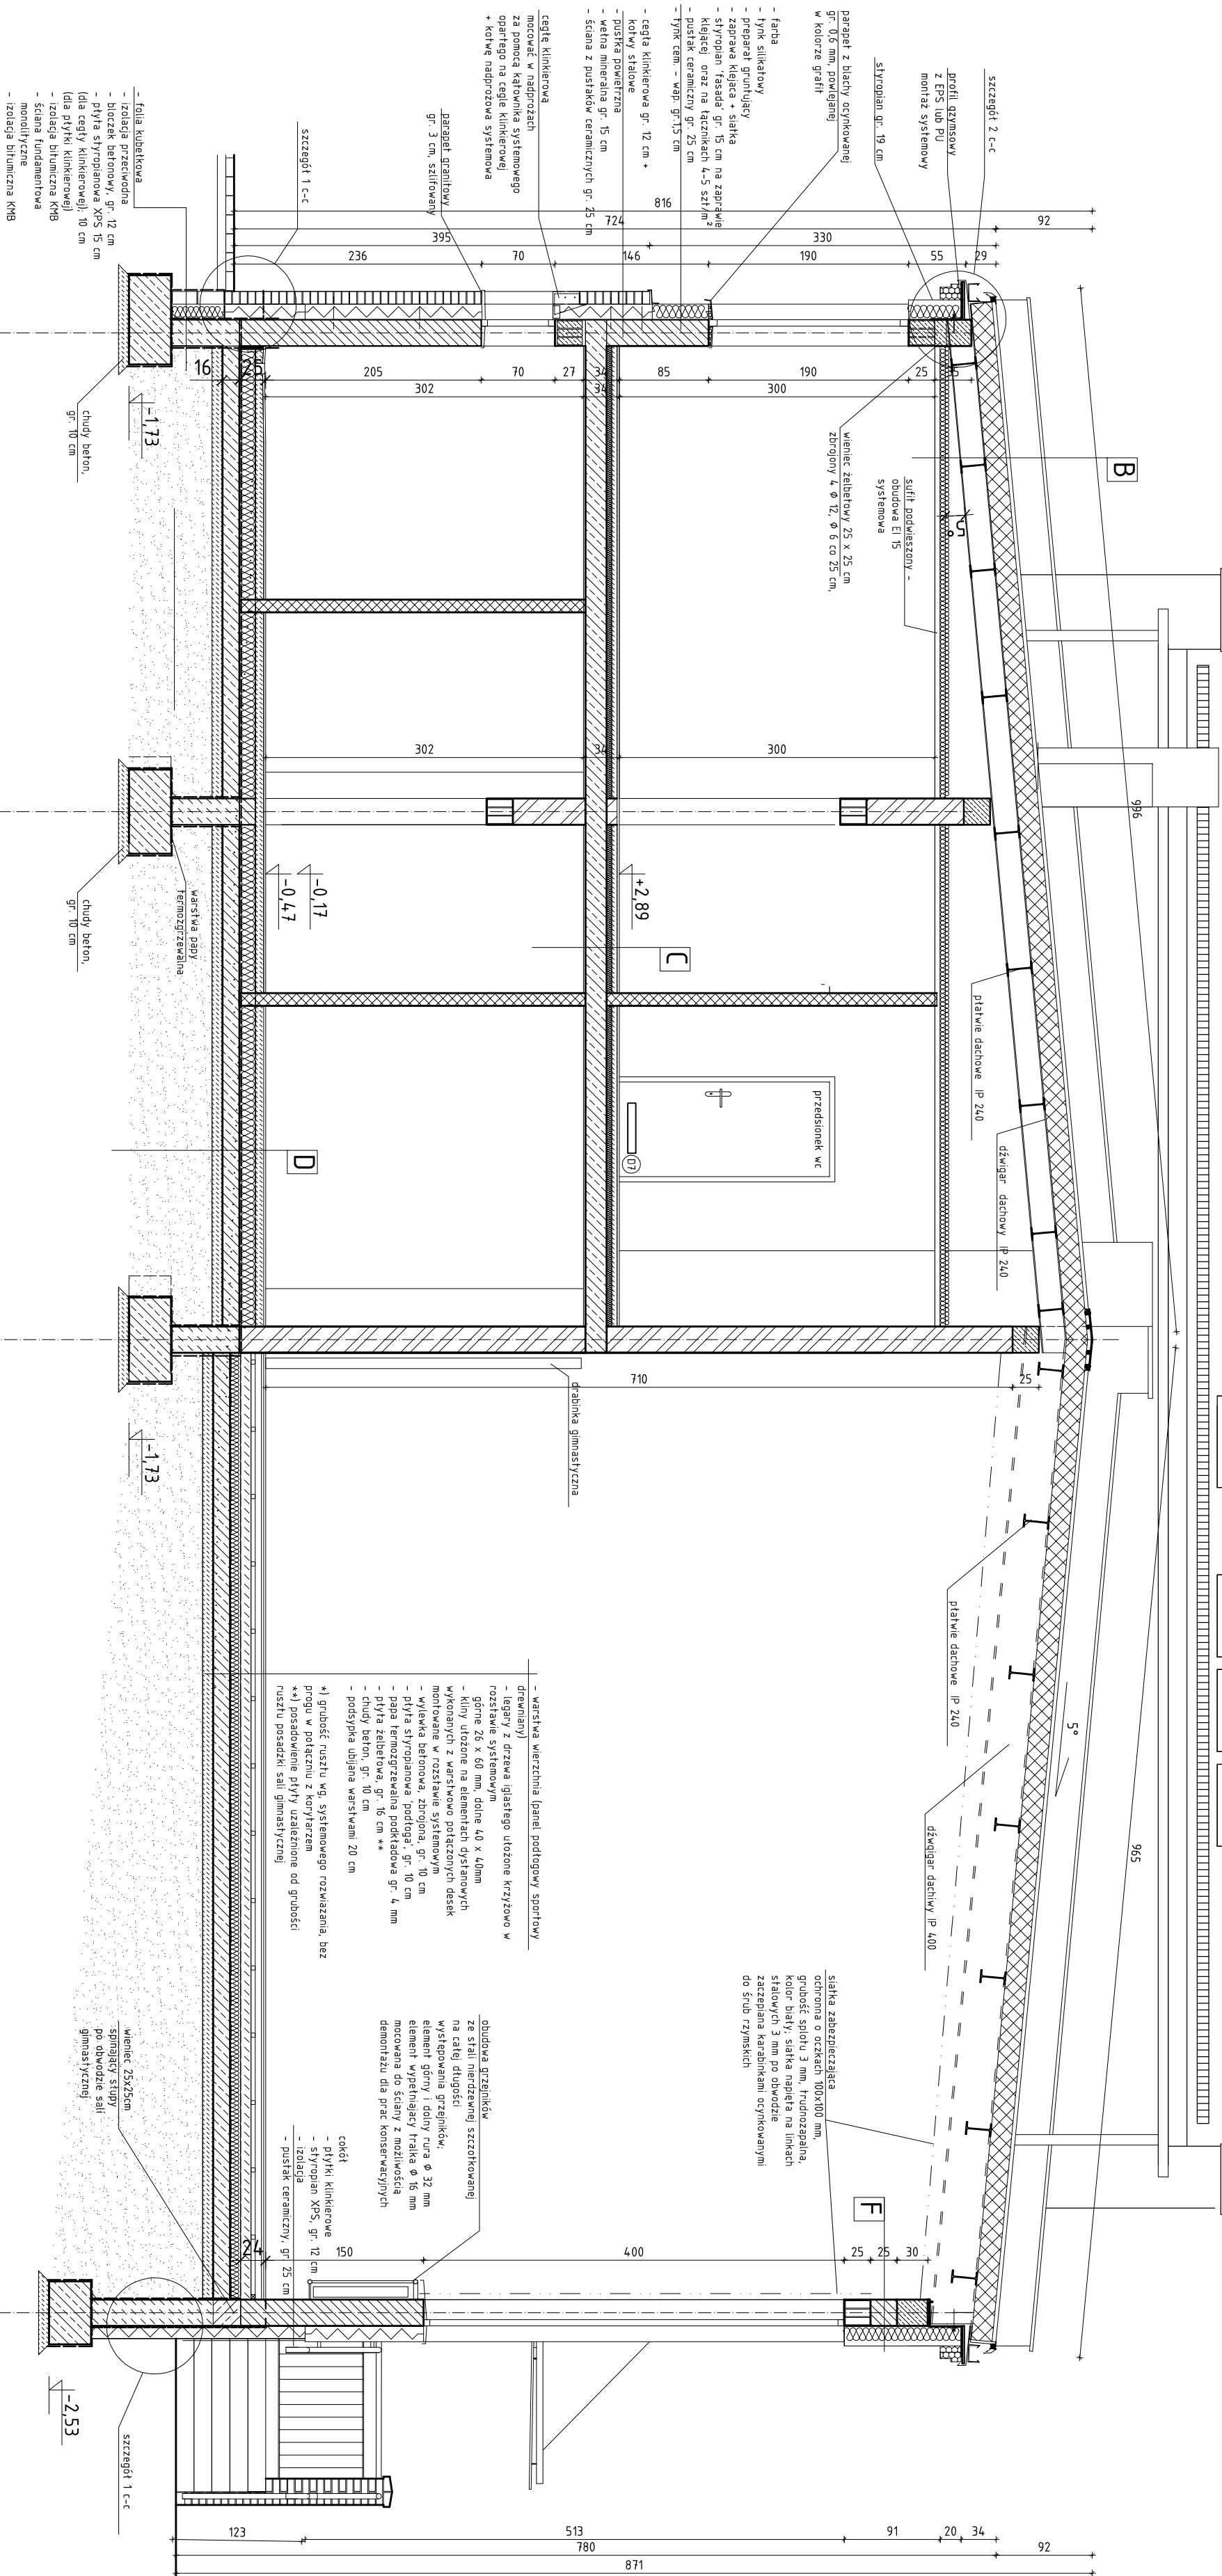 szczegół 2 c-c
profil gzymsowy
z EPS lub PU
montaż systemowy
styropian gr. 19 cm
parapet z blachy ocynkowanej
gr. 0,6 mm, powlejanej
w kolorze grafit
- farba
- tynk silikatowy
- preparat gruntujący
- zaprawa klejąca + siatka
- styropian 'fasada' gr. 15 cm na zaprawie
klejącej oraz na łącznikach 4-5 szt/m²
- pustak ceramiczny gr. 25 cm
- tynk cem. - wap. gr.1,5 cm
- cegła klinkierowa gr. 12 cm +
kotwy stalowe
- pustka powietrzna
- wełna mineralna gr. 15 cm
- ściana z pustaków ceramicznych gr. 25 cm
cegłę klinkierową
mocować w nadprożach
za pomocą kątownika systemowego
opartego na cegle klinkierowej
+ kotwę nadprożowa systemowa
parapet granitowy
gr. 3 cm, szlifowany
szczegół 1 c-c
- folia kubełkowa
- izolacja przeciwodna
- bloczek betonowy, gr. 12 cm
- płyta styropianowa XPS 15 cm
(dla cegły klinkierowej); 10 cm
(dla płytki klinkierowej)
- izolacja bitumiczna KMB
- ściana fundamentowa
monolityczne
- izolacja bitumiczna KMB
816
724
92
395
330
236
70
146
190
55
29
16
25
205
70
27
34
85
190
25
302
34
300
-1,73
chudy beton,
gr. 10 cm
B
sufit podwieszony -
obudowa EI 15
systemowa
wieniec żelbetowy 25 x 25 cm
zbrojony 4 Φ 12, Φ 6 co 25 cm,
5°
996
302
34
300
warstwa papy
termozgrzewalna
chudy beton,
gr. 10 cm
-0,17
-0,47
+2,89
C
płatwie dachowe IP 240
dźwigar dachowy IP 240
przedsionek wc
D7
D
710
25
drabinka gimnastyczna
-1,73
płatwie dachowe IP 240
5°
dźwigar dachiwy IP 400
965
- warstwa wierzchnia (panel podłogowy sportowy
drewniany)
- legary z drzewa iglastego ułożone krzyżowo w
rozstawie systemowym
górne 26 x 60 mm, dolne 40 x 40mm
- kliny ułożone na elementach dystanowych
wykonanych z warstwowo połączonych desek
montowane w rozstawie systemowym
- wylewka betonowa, zbrojona, gr. 10 cm
- płyta styropianowa 'podłoga', gr. 10 cm
- papa termozgrzewalna podkładowa gr. 4 mm
- płyta żelbetowa, gr. 16 cm **
- chudy beton, gr. 10 cm
- podsypka ubijana warstwami 20 cm
*) grubość rusztu wg. systemowego rozwiazania, bez
progu w połączniu z korytarzem
**) posadowienie płyty uzależnione od grubości
rusztu posadzki sali gimnastycznej
siatka zabezpieczająca
ochronna o oczkach 100x100 mm,
grubość splotu 3 mm, trudnozapalna,
kolor biały; siatka napięta na linkach
stalowych 3 mm po obwodzie
zaczepiana karabinkami ocynkowanymi
do śrub rzymskich
obudowa grzejników
ze stali nierdzewnej szczotkowanej
na całej długości
występowania grzejników;
element górny i dolny rura Φ 32 mm
element wypełniający tralka Φ 16 mm
mocowana do ściany z możliwością
demontażu dla prac konserwacyjnych
cokół
- płytki klinkierowe
- styropian XPS, gr. 12 cm
- izolacja
- pustak ceramiczny, gr. 25 cm
wieniec 25x25cm
spinający stupy
po obwodzie sali
gimnastycznej
F
24
150
400
25
25
30
-2,53
szczegół 1 c-c
123
513
91
20
34
780
92
871